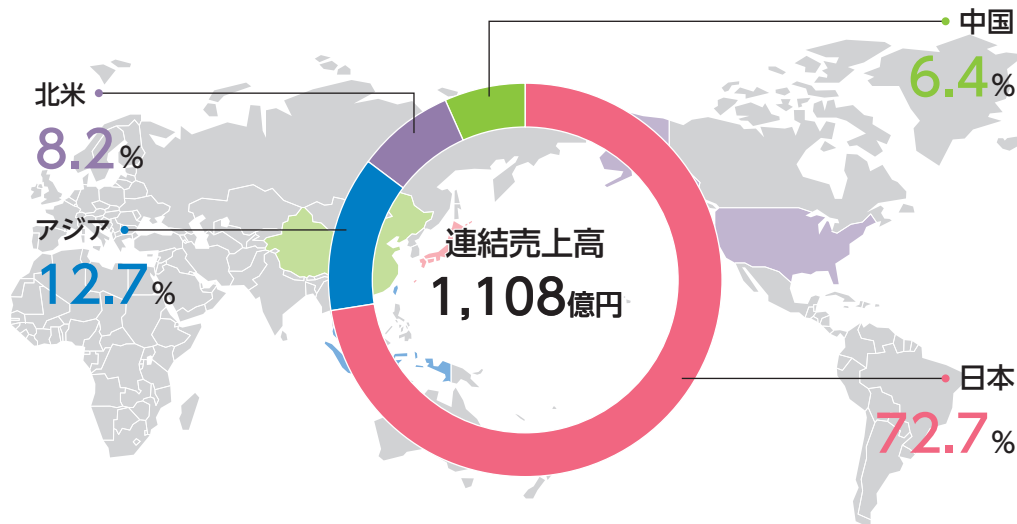 中国
6.4%
北米
8.2%
アジア
12.7%
連結売上高
1,108億円
日本
72.7%